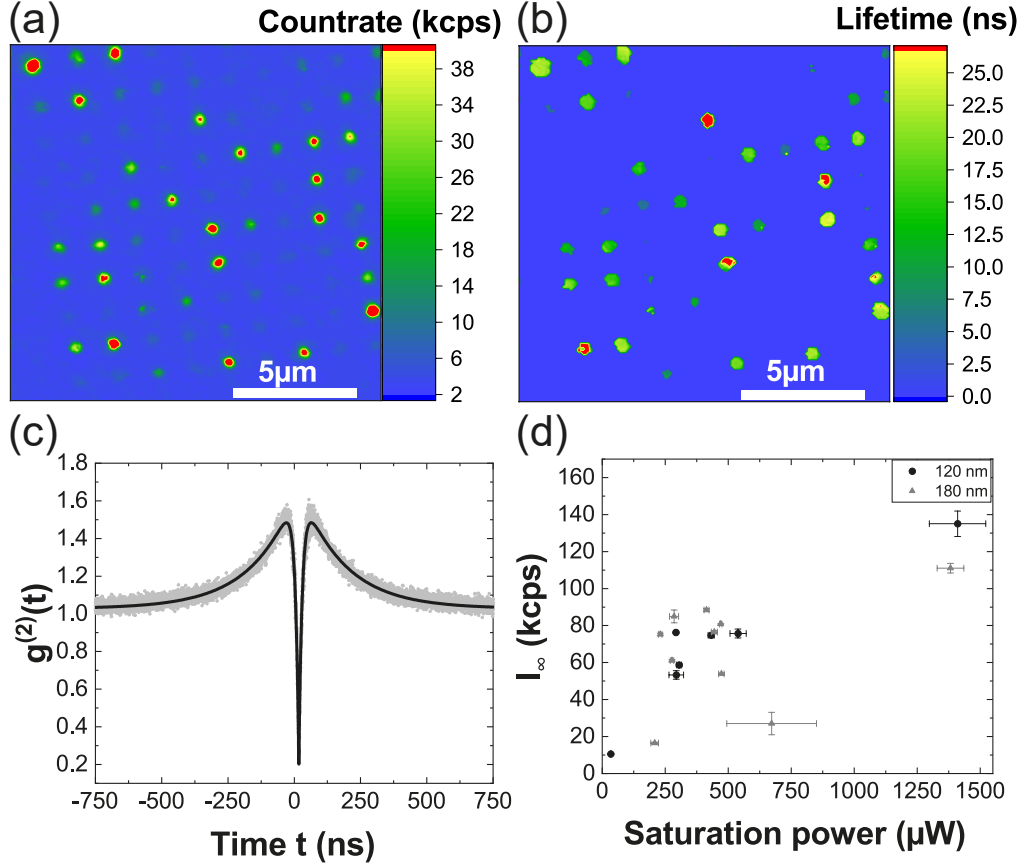 (a) Countrate (kcps)
38
34
30
26
22
18
14
10
6
2
5µm
(b) Lifetime (ns)
25.0
22.5
20.0
17.5
15.0
12.5
10.0
7.5
5.0
2.5
0.0
5µm
(c)
1.8
1.6
1.4
1.2
1.0
0.8
0.6
0.4
0.2
g(2)(t)
-750 -500 -250 0 250 500 750
Time t (ns)
(d)
160
140
120
100
80
60
40
20
0
I∞ (kcps)
120 nm
180 nm
0 250 500 750 1000 1250 1500
Saturation power (µW)